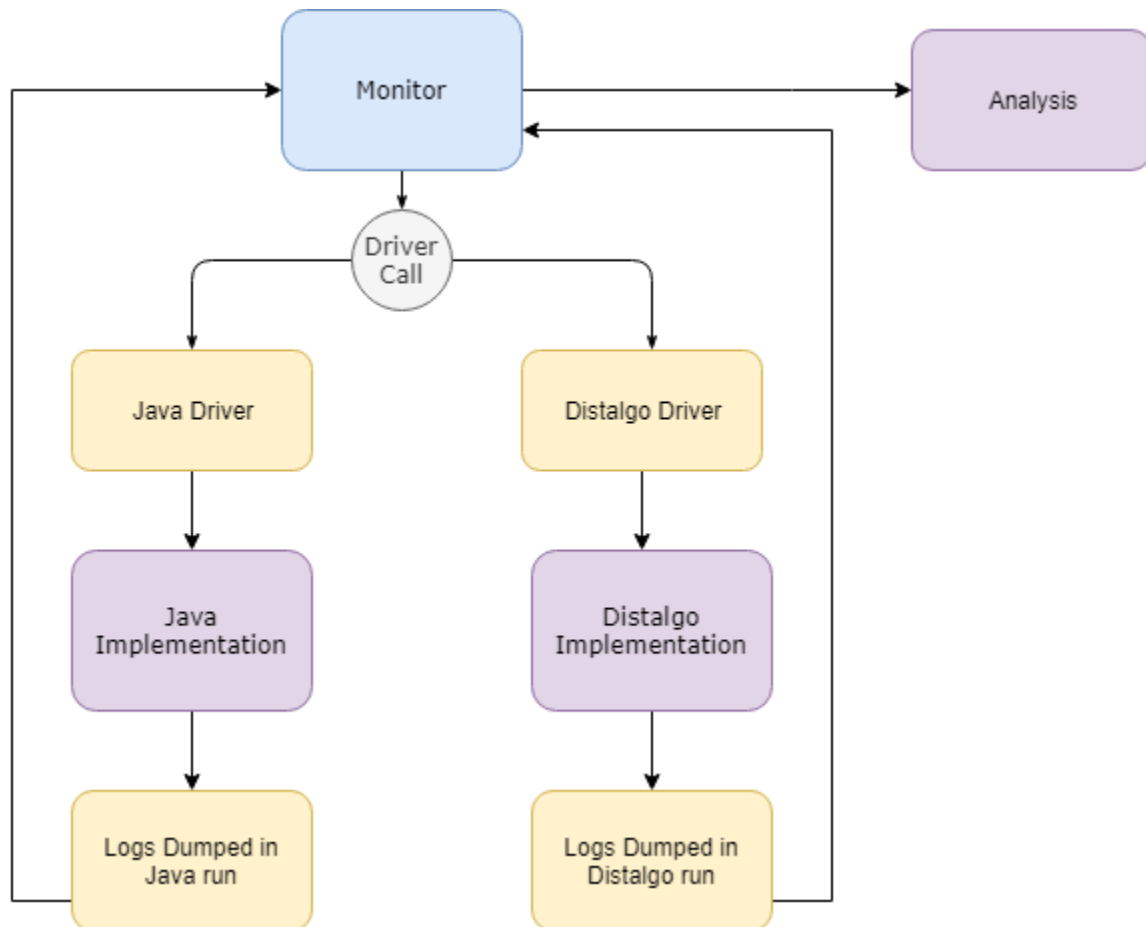 Monitor
Analysis
Driver
Call
Java Driver
Distalgo Driver
Java
Implementation
Distalgo
Implementation
Logs Dumped in
Java run
Logs Dumped in
Distalgo run